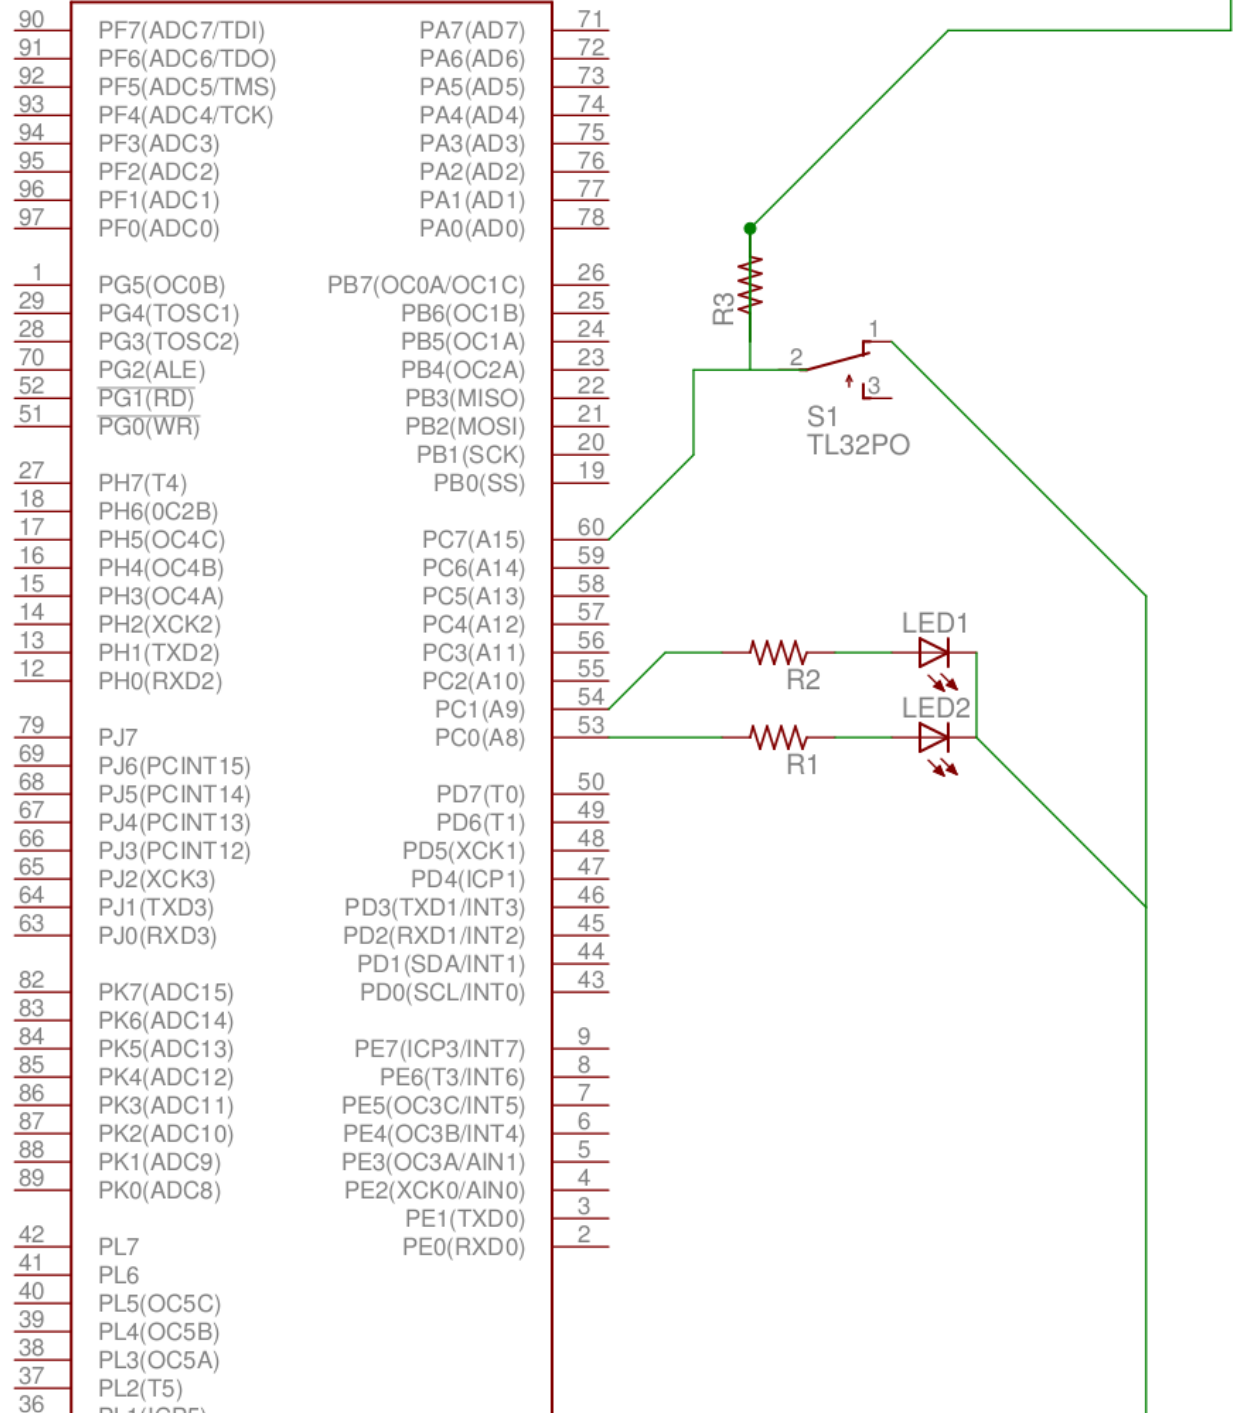 90 PF7(ADC7/TDI) PA7(AD7) 71
91 PF6(ADC6/TDO) PA6(AD6) 72
92 PF5(ADC5/TMS) PA5(AD5) 73
93 PF4(ADC4/TCK) PA4(AD4) 74
94 PF3(ADC3) PA3(AD3) 75
95 PF2(ADC2) PA2(AD2) 76
96 PF1(ADC1) PA1(AD1) 77
97 PF0(ADC0) PA0(AD0) 78
1 PG5(OC0B) PB7(OC0A/OC1C) 26
29 PG4(TOSC1) PB6(OC1B) 25
28 PG3(TOSC2) PB5(OC1A) 24
70 PG2(ALE) PB4(OC2A) 23
52 PG1(RD) PB3(MISO) 22
51 PG0(WR) PB2(MOSI) 21
PB1(SCK) 20
27 PH7(T4) PB0(SS) 19
18 PH6(0C2B)
17 PH5(OC4C) PC7(A15) 60
16 PH4(OC4B) PC6(A14) 59
15 PH3(OC4A) PC5(A13) 58
14 PH2(XCK2) PC4(A12) 57
13 PH1(TXD2) PC3(A11) 56
12 PH0(RXD2) PC2(A10) 55
PC1(A9) 54
79 PJ7 PC0(A8) 53
69 PJ6(PCINT15)
68 PJ5(PCINT14) PD7(T0) 50
67 PJ4(PCINT13) PD6(T1) 49
66 PJ3(PCINT12) PD5(XCK1) 48
65 PJ2(XCK3) PD4(ICP1) 47
64 PJ1(TXD3) PD3(TXD1/INT3) 46
63 PJ0(RXD3) PD2(RXD1/INT2) 45
PD1(SDA/INT1) 44
82 PK7(ADC15) PD0(SCL/INT0) 43
83 PK6(ADC14)
84 PK5(ADC13) PE7(ICP3/INT7) 9
85 PK4(ADC12) PE6(T3/INT6) 8
86 PK3(ADC11) PE5(OC3C/INT5) 7
87 PK2(ADC10) PE4(OC3B/INT4) 6
88 PK1(ADC9) PE3(OC3A/AIN1) 5
89 PK0(ADC8) PE2(XCK0/AIN0) 4
PE1(TXD0) 3
42 PL7 PE0(RXD0) 2
41 PL6
40 PL5(OC5C)
39 PL4(OC5B)
38 PL3(OC5A)
37 PL2(T5)
36
R3
1
2
3
S1
TL32PO
LED1
R2
LED2
R1